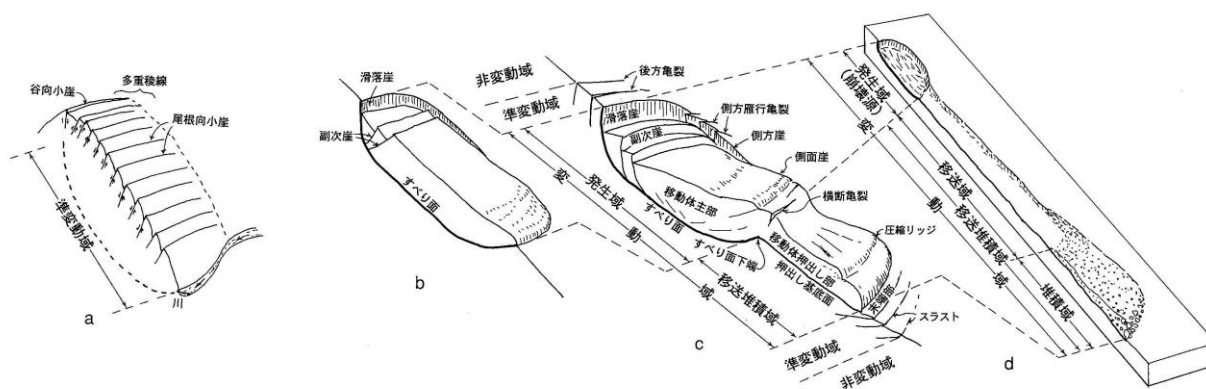 多重稜線
谷向小崖
尾根向小崖
準変動域
川
a
滑落崖
副次崖
すべり面
b
非変動域
準変動域
後方亀裂
側方雁行亀裂
側方崖
滑落崖
副次崖
側面崖
横断亀裂
移動体主部
すべり面
すべり面下端
圧縮リッジ
移動体押出し部
押出し基底面
末端部
スラスト
変動域
発生域
移送堆積域
準変動域
非変動域
c
発生域
(崩壊源)
変動域
移送域
移送堆積域
堆積域
d